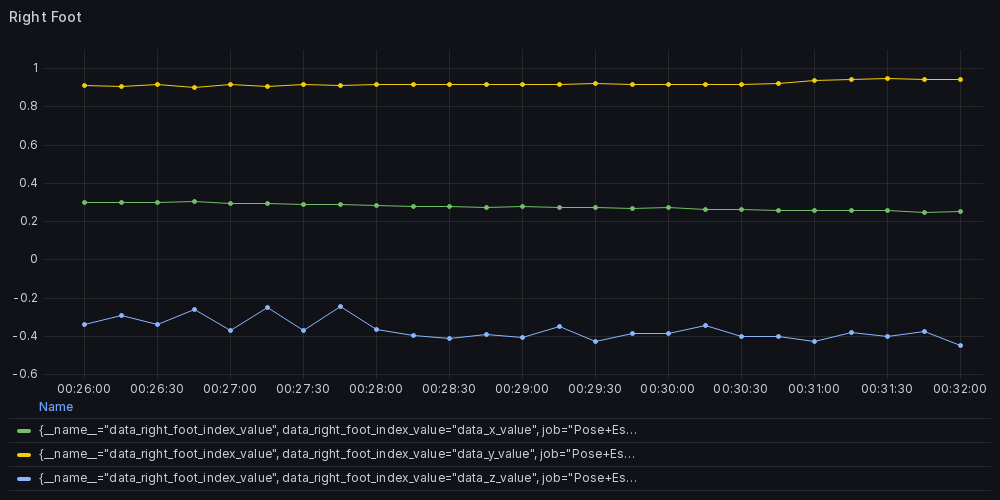 Right Foot
1
0.8
0.6
0.4
0.2
0
-0.2
-0.4
-0.6
00:26:00 00:26:30 00:27:00 00:27:30 00:28:00 00:28:30 00:29:00 00:29:30 00:30:00 00:30:30 00:31:00 00:31:30 00:32:00
Name
{__name__="data_right_foot_index_value", data_right_foot_index_value="data_x_value", job="Pose+Es...
{__name__="data_right_foot_index_value", data_right_foot_index_value="data_y_value", job="Pose+Es...
{__name__="data_right_foot_index_value", data_right_foot_index_value="data_z_value", job="Pose+Es...